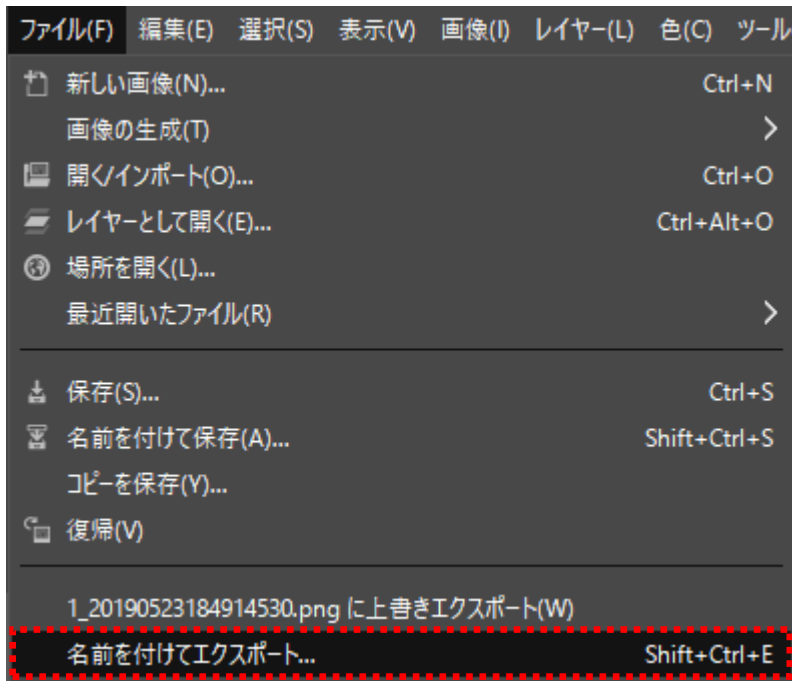 ファイル(F) 編集(E) 選択(S) 表示(V) 画像(I) レイヤー(L) 色(C) ツール
新しい画像(N)... Ctrl+N
画像の生成(T)
開く/インポート(O)... Ctrl+O
レイヤーとして開く(E)... Ctrl+Alt+O
場所を開く(L)...
最近開いたファイル(R)
保存(S)... Ctrl+S
名前を付けて保存(A)... Shift+Ctrl+S
コピーを保存(Y)...
復帰(V)
1_20190523184914530.png に上書きエクスポート(W)
名前を付けてエクスポート... Shift+Ctrl+E